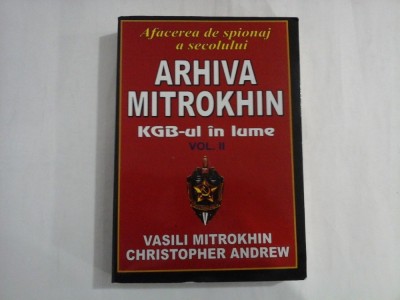 Afacerea de spionaj
a secolului
ARHIVA
MITROKHIN
KGB-ul în lume
VOL. II
VASILI MITROKHIN
CHRISTOPHER ANDREW